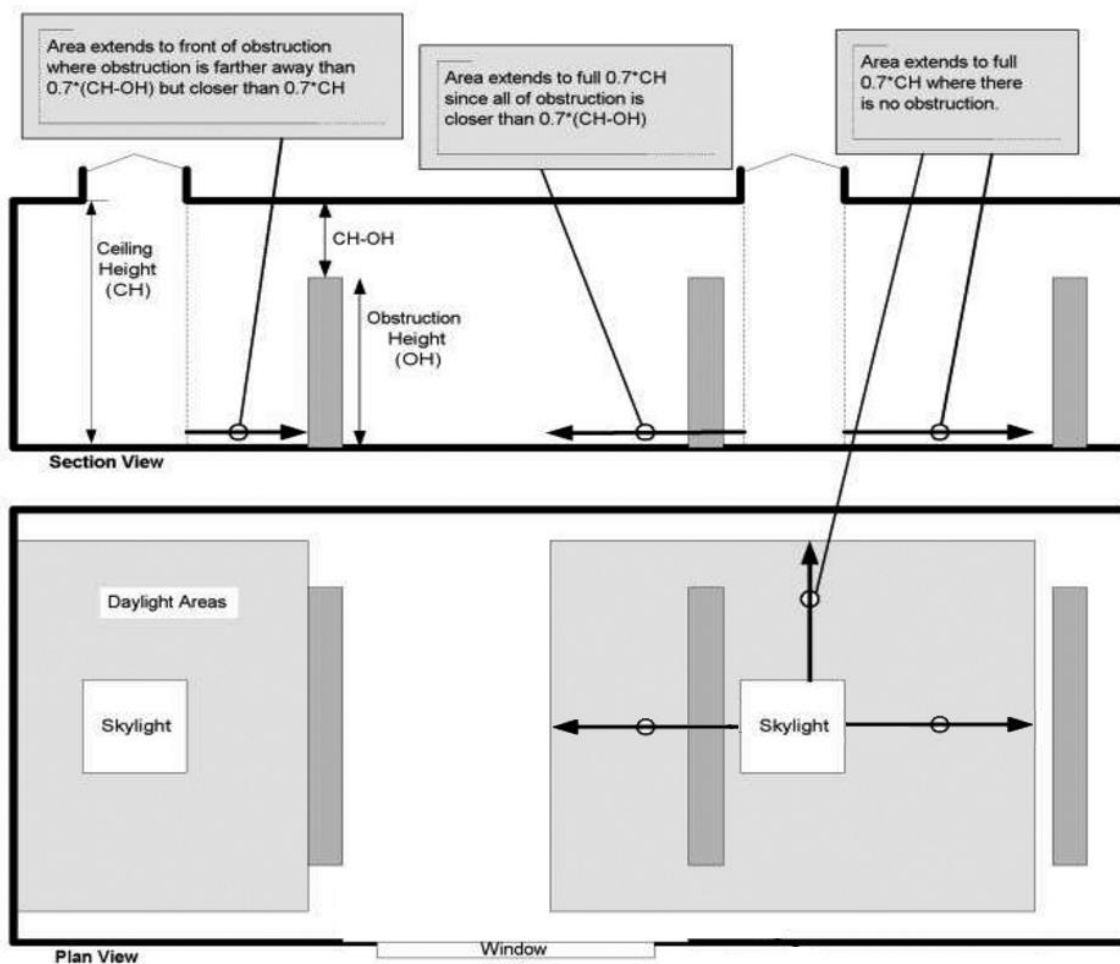 Area extends to front of obstruction
where obstruction is farther away than
0.7*(CH-OH) but closer than 0.7*CH
Area extends to full 0.7*CH
since all of obstruction is
closer than 0.7*(CH-OH)
Area extends to full
0.7*CH where there
is no obstruction.
Ceiling
Height
(CH)
CH-OH
Obstruction
Height
(OH)
Section View
Daylight Areas
Skylight
Skylight
Window
Plan View